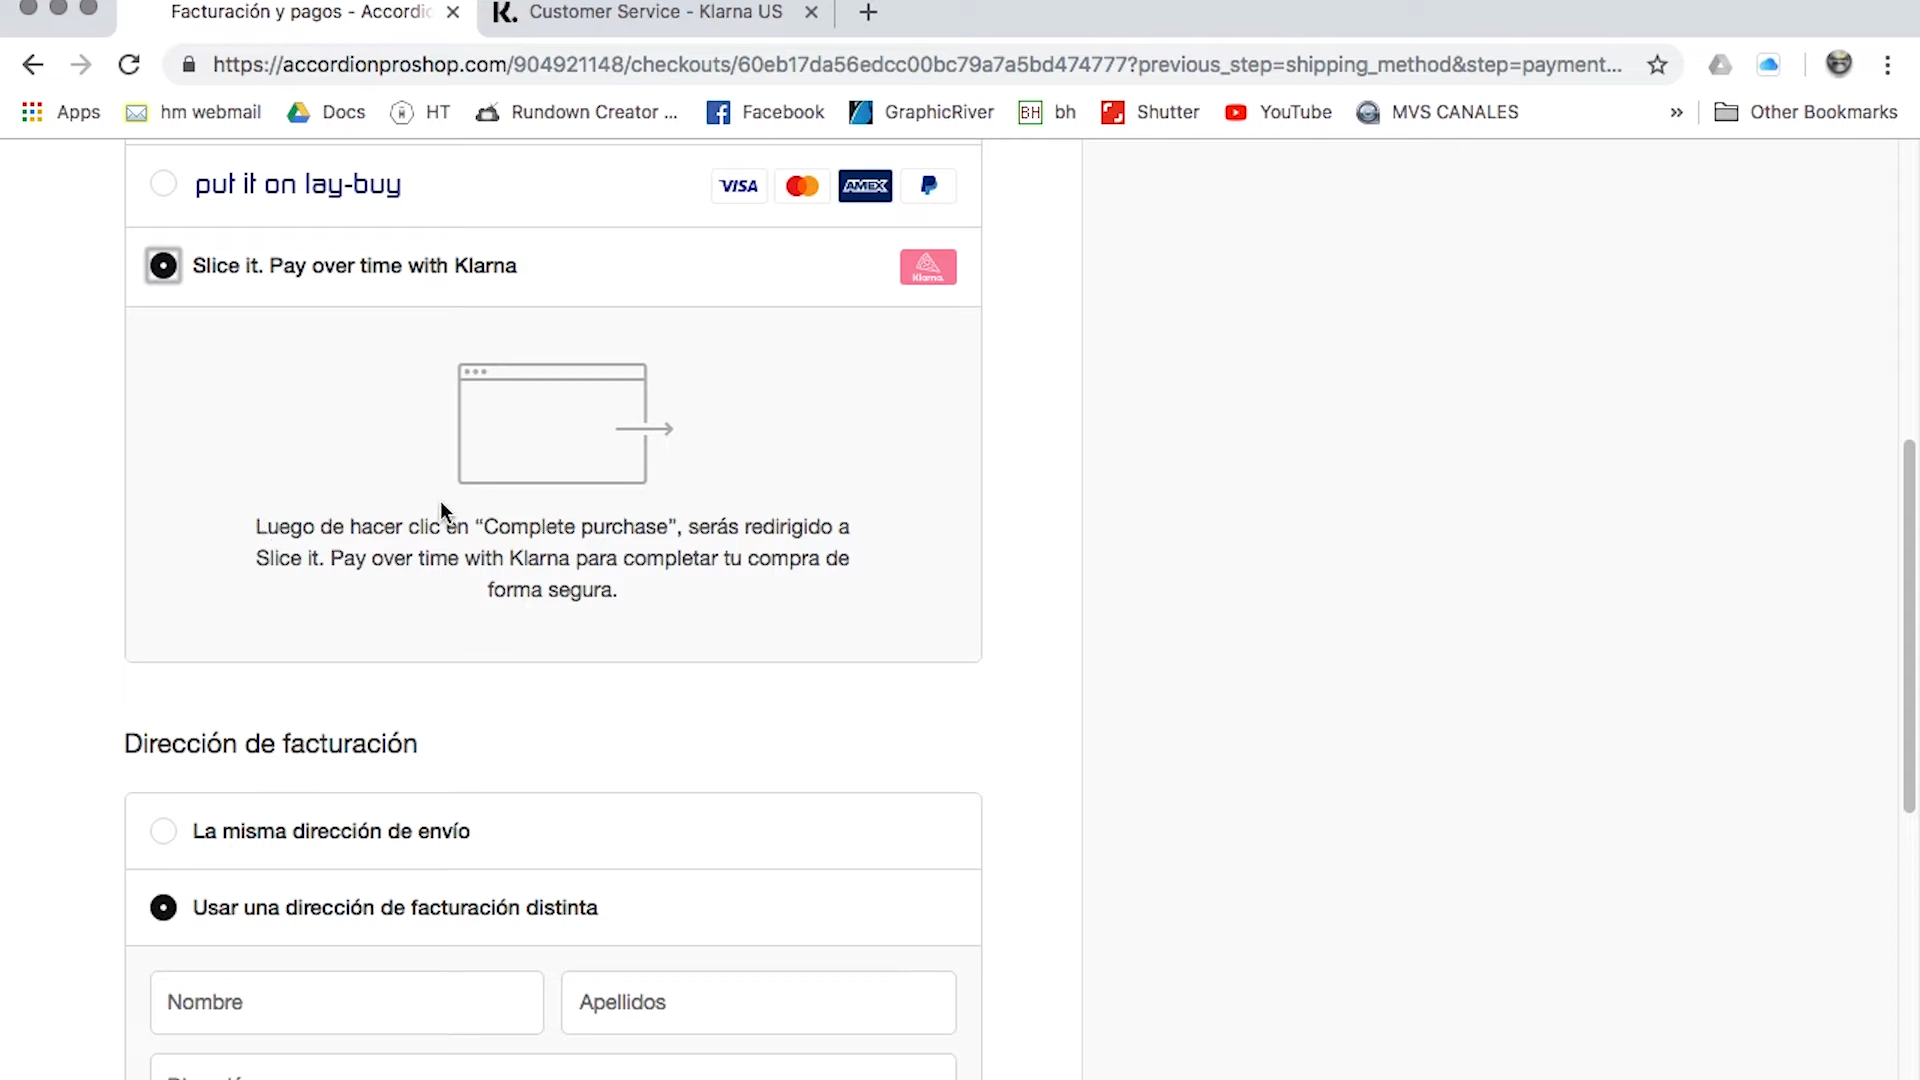 Facturación y pagos - Accordic
K. Customer Service - Klarna US
https://accordionproshop.com/904921148/checkouts/60eb17da56edcc00bc79a7a5bd474777?previous_step=shipping_method&step=payment...
Apps hm webmail Docs HT Rundown Creator ... Facebook GraphicRiver BH bh Shutter YouTube MVS CANALES » Other Bookmarks
put it on lay-buy VISA AMEX
Slice it. Pay over time with Klarna Klarna.
Luego de hacer clic en “Complete purchase”, serás redirigido a
Slice it. Pay over time with Klarna para completar tu compra de
forma segura.
Dirección de facturación
La misma dirección de envío
Usar una dirección de facturación distinta
Nombre Apellidos